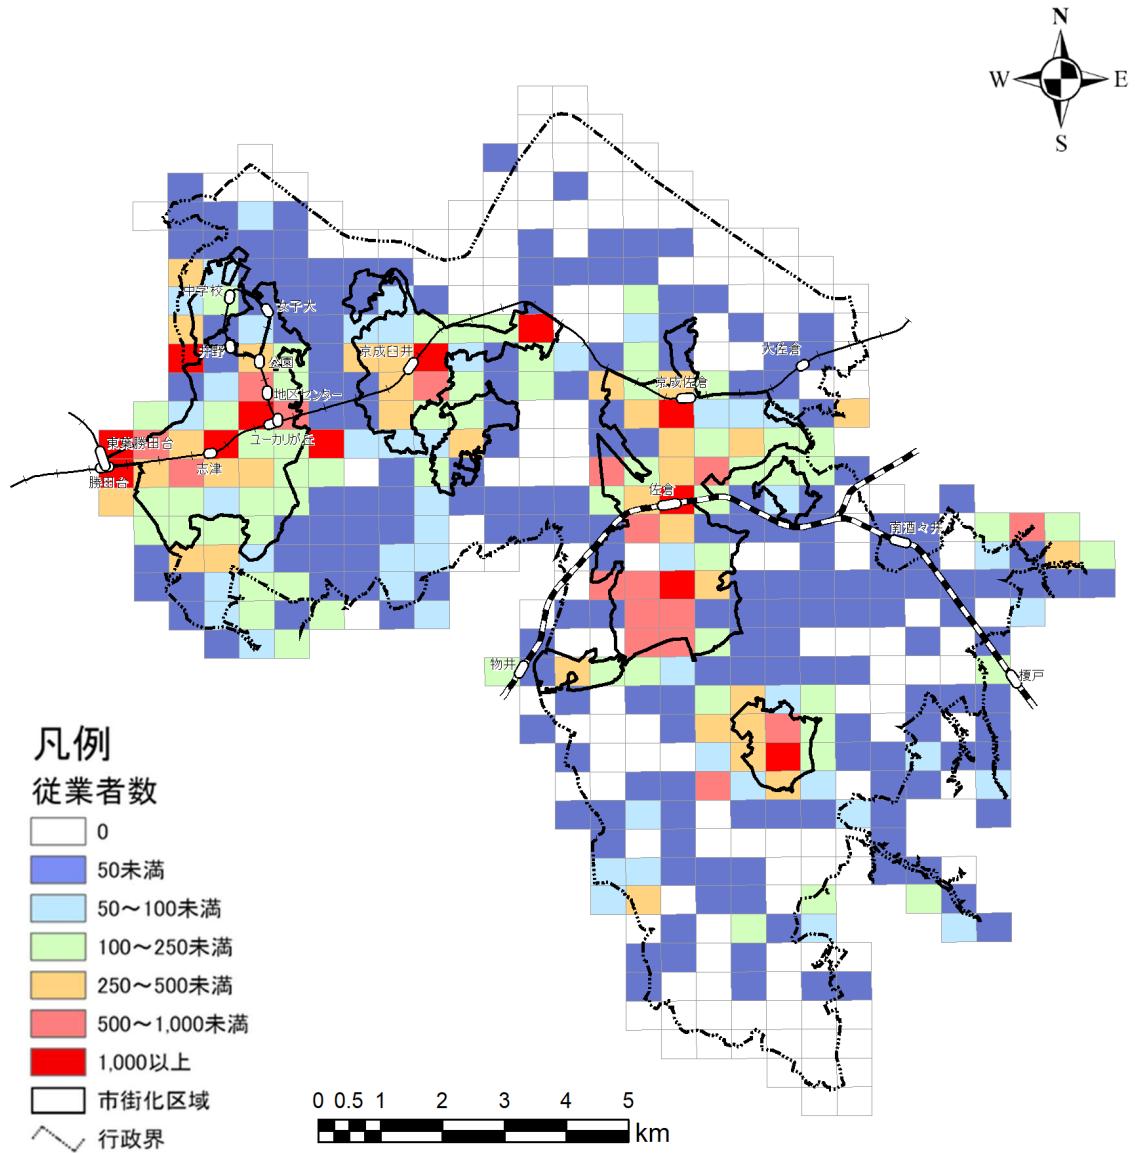 N
W E
S
中学校
女子大
井野
公園
京成臼井
地区センター
ユーカリが丘
東葉勝田台
勝田台
志津
大佐倉
京成佐倉
佐倉
南酒々井
物井
榎戸
凡例
従業者数
0
50未満
50～100未満
100～250未満
250～500未満
500～1,000未満
1,000以上
市街化区域
行政界
0 0.5 1 2 3 4 5
km